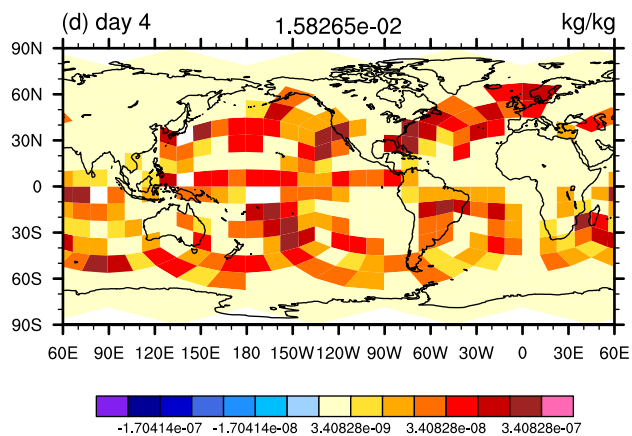 (d) day 4 1.58265e-02 kg/kg
90N
60N
30N
0
30S
60S
90S
60E 90E 120E 150E 180 150W 120W 90W 60W 30W 0 30E 60E
-1.70414e-07 -1.70414e-08 3.40828e-09 3.40828e-08 3.40828e-07